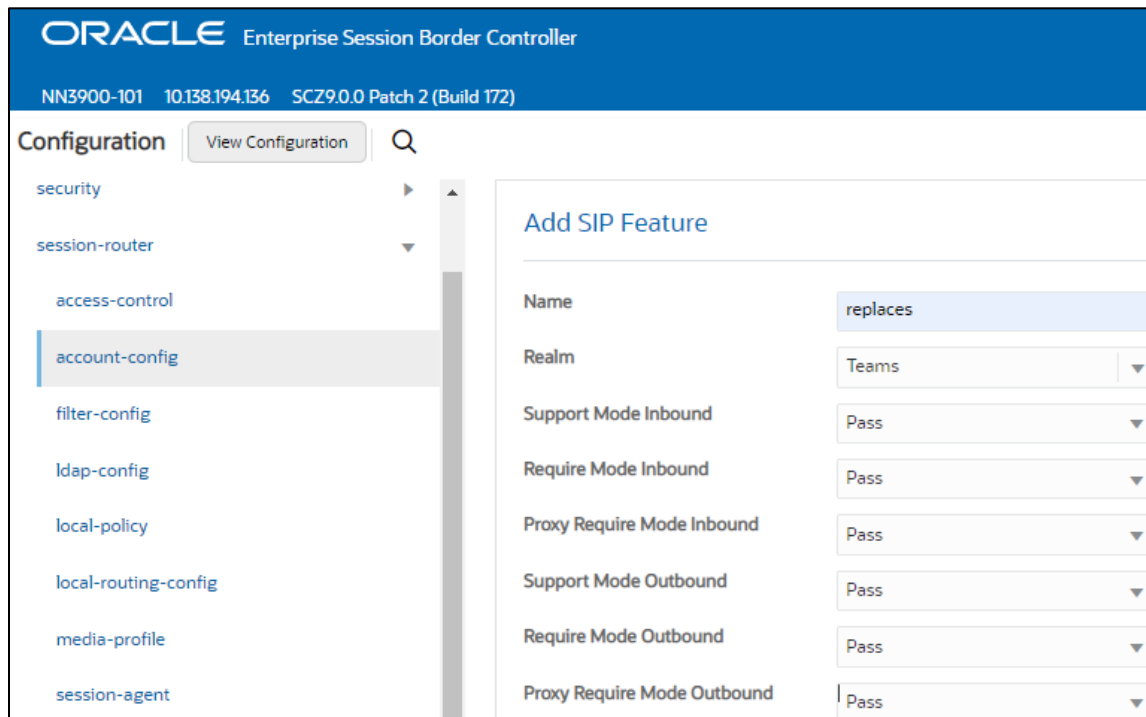 ORACLE Enterprise Session Border Controller
NN3900-101 10.138.194.136 SCZ9.0.0 Patch 2 (Build 172)
Configuration View Configuration
security
session-router
access-control
account-config
filter-config
ldap-config
local-policy
local-routing-config
media-profile
session-agent
Add SIP Feature
Name replaces
Realm Teams
Support Mode Inbound Pass
Require Mode Inbound Pass
Proxy Require Mode Inbound Pass
Support Mode Outbound Pass
Require Mode Outbound Pass
Proxy Require Mode Outbound Pass